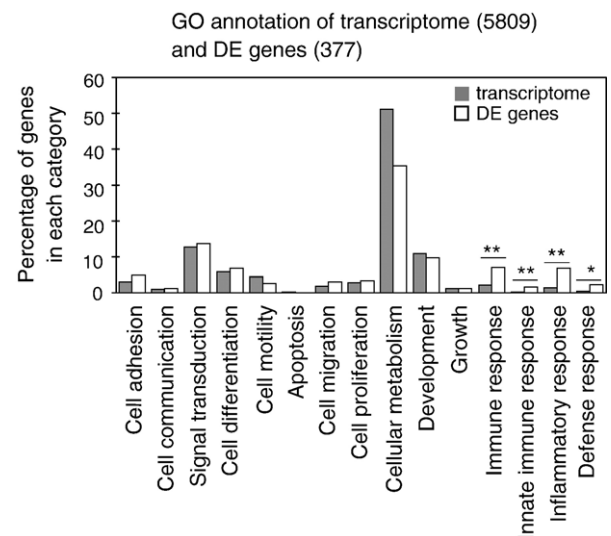 GO annotation of transcriptome (5809)
and DE genes (377)
Percentage of genes
in each category
60
50
40
30
20
10
0
transcriptome
DE genes
**
**
**
*
Cell adhesion
Cell communication
Signal transduction
Cell differentiation
Cell motility
Apoptosis
Cell migration
Cell proliferation
Cellular metabolism
Development
Growth
Immune response
nnate immune response
Inflammatory response
Defense response